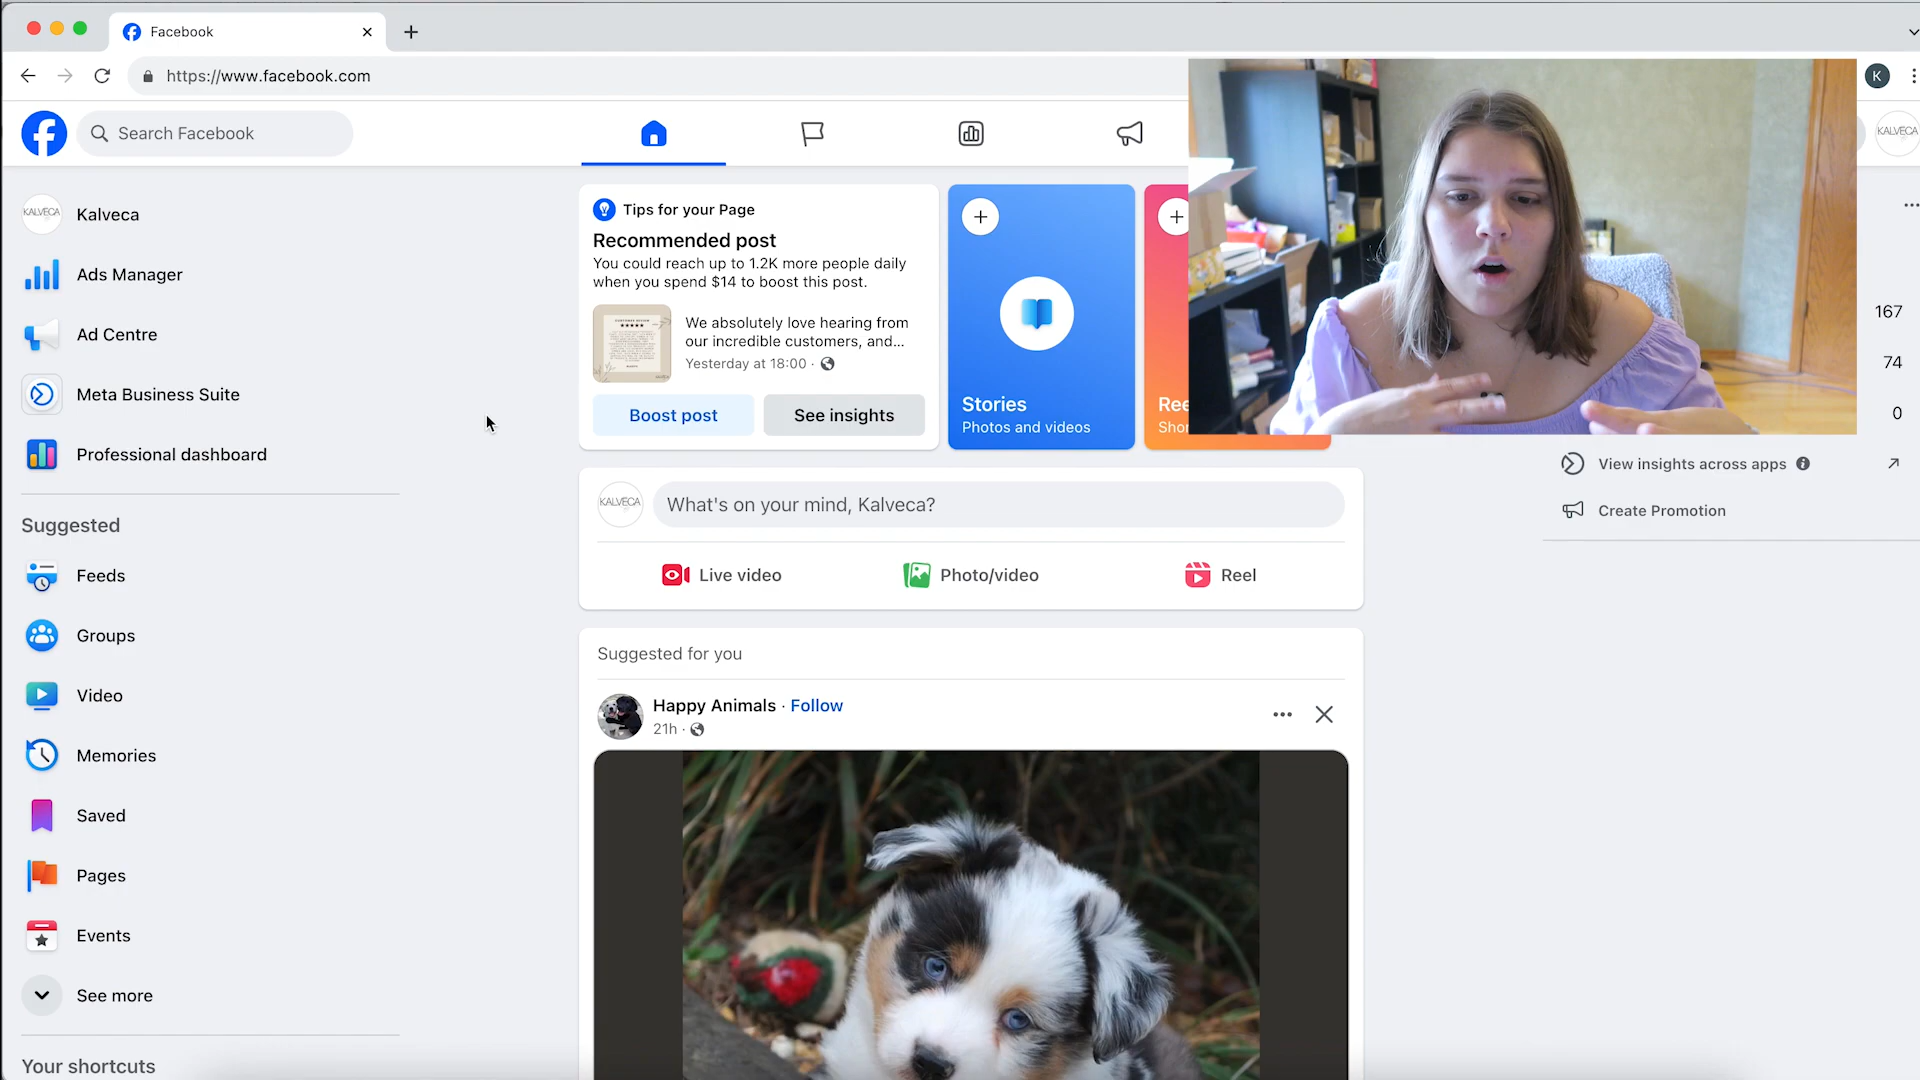 Facebook
https://www.facebook.com
K
Search Facebook
KALVECA
KALVECA
Kalveca
Ads Manager
Ad Centre
Meta Business Suite
Professional dashboard
Suggested
Feeds
Groups
Video
Memories
Saved
Pages
Events
See more
Your shortcuts
Tips for your Page
Recommended post
You could reach up to 1.2K more people daily
when you spend $14 to boost this post.
CUSTOMER REVIEW
We absolutely love hearing from
our incredible customers, and...
Yesterday at 18:00 ·
Boost post
See insights
Stories
Photos and videos
Ree
Shor
KALVECA
What's on your mind, Kalveca?
Live video
Photo/video
Reel
Suggested for you
Happy Animals · Follow
21h ·
167
74
0
View insights across apps
Create Promotion